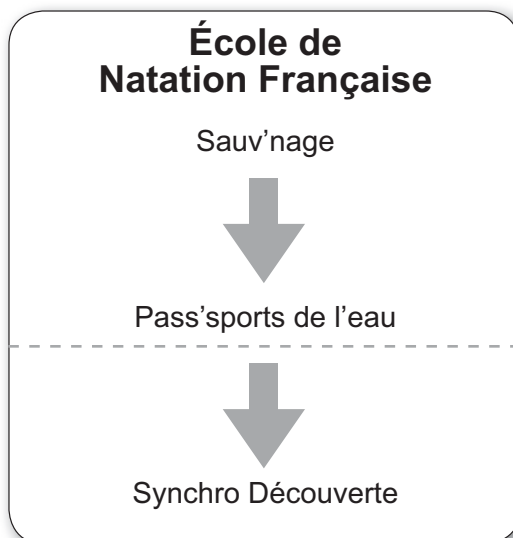 École de
Natation Française
Sauv’nage
Pass’sports de l’eau
Synchro Découverte